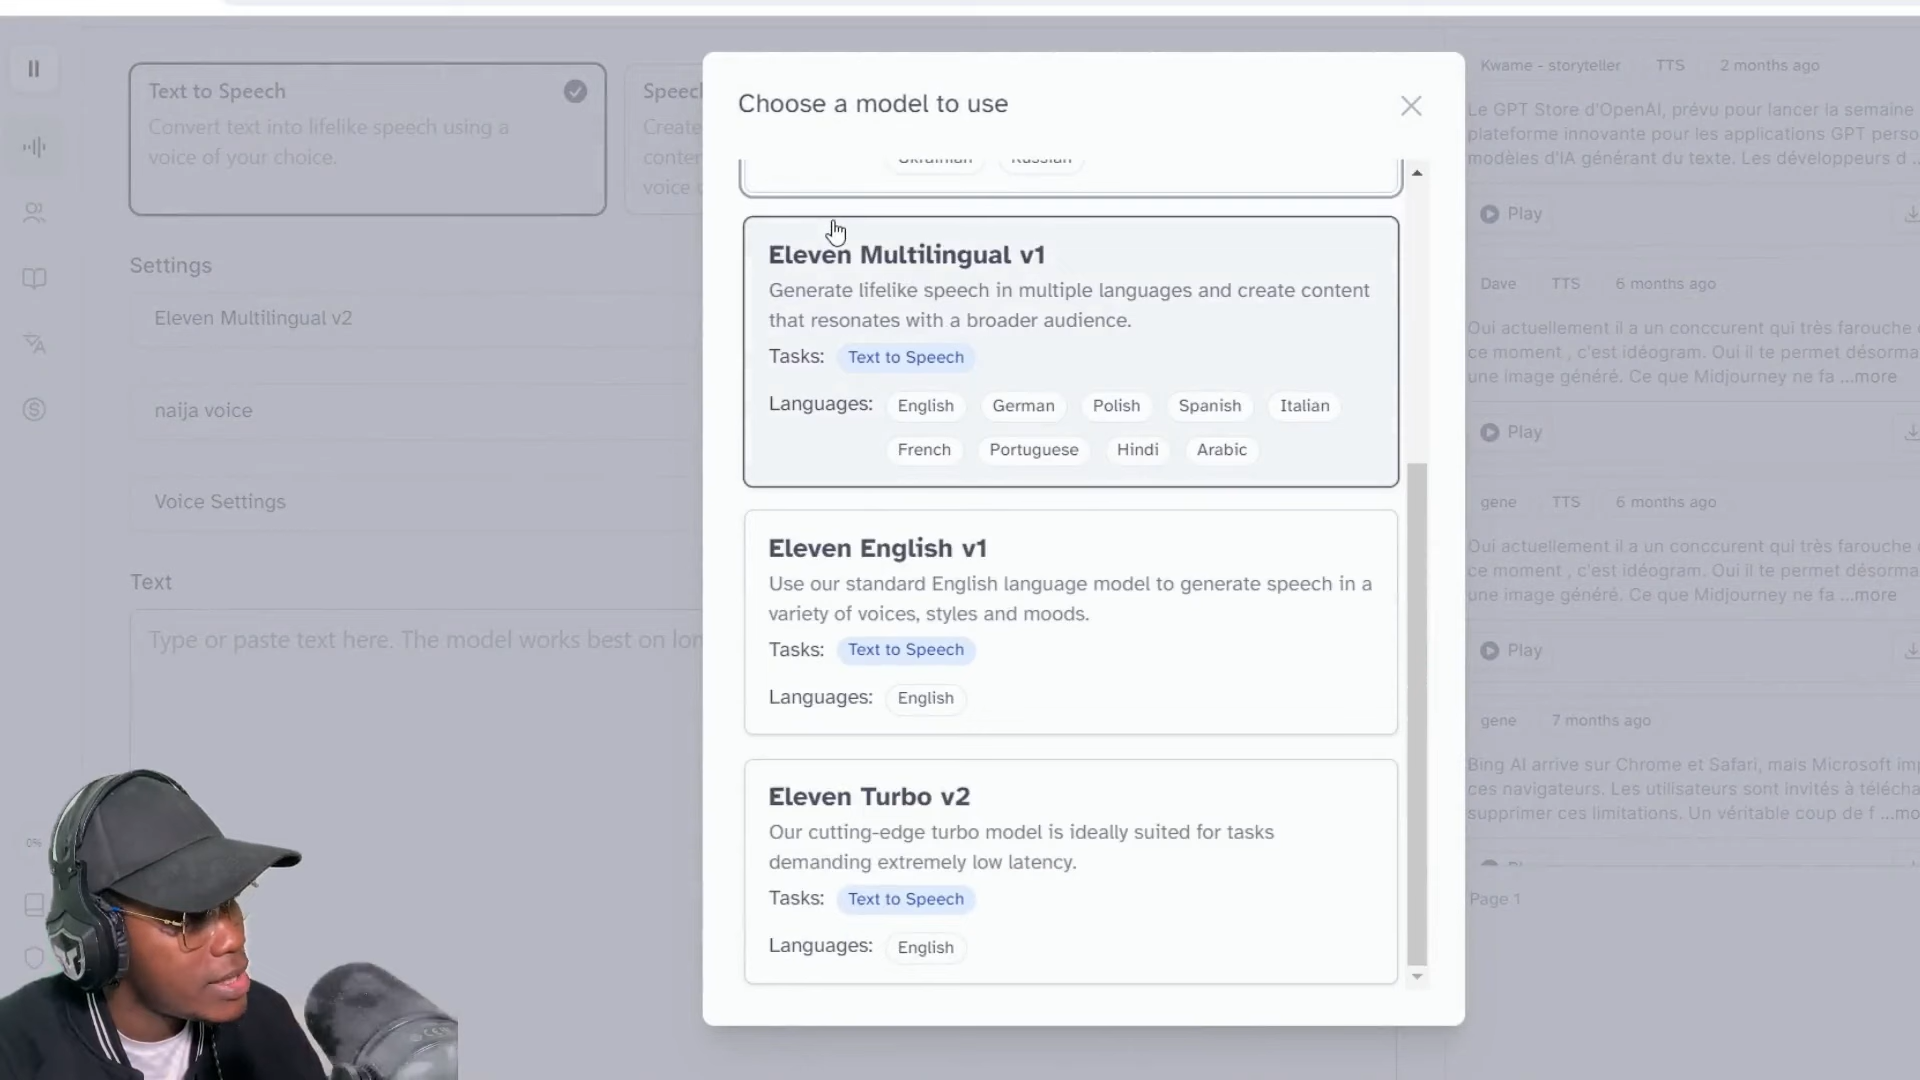 Text to Speech
Convert text into lifelike speech using a
voice of your choice.
Speech
Create
conten
voice c
Settings
Eleven Multilingual v2
naija voice
Voice Settings
Text
Type or paste text here. The model works best on lon
0%
Choose a model to use
Ukrainian Russian
Eleven Multilingual v1
Generate lifelike speech in multiple languages and create content
that resonates with a broader audience.
Tasks: Text to Speech
Languages: English German Polish Spanish Italian
French Portuguese Hindi Arabic
Eleven English v1
Use our standard English language model to generate speech in a
variety of voices, styles and moods.
Tasks: Text to Speech
Languages: English
Eleven Turbo v2
Our cutting-edge turbo model is ideally suited for tasks
demanding extremely low latency.
Tasks: Text to Speech
Languages: English
Kwame - storyteller TTS 2 months ago
Le GPT Store d'OpenAI, prévu pour lancer la semaine
plateforme innovante pour les applications GPT perso
modèles d'IA générant du texte. Les développeurs d ...
Play
Dave TTS 6 months ago
Oui actuellement il a un conccurent qui très farouche
ce moment , c'est idéogram. Oui il te permet désorma
une image généré. Ce que Midjourney ne fa ...more
Play
gene TTS 6 months ago
Oui actuellement il a un conccurent qui très farouche
ce moment , c'est idéogram. Oui il te permet désorma
une image généré. Ce que Midjourney ne fa ...more
Play
gene 7 months ago
Bing AI arrive sur Chrome et Safari, mais Microsoft imp
ces navigateurs. Les utilisateurs sont invités à télécha
supprimer ces limitations. Un véritable coup de f ...mo
Page 1